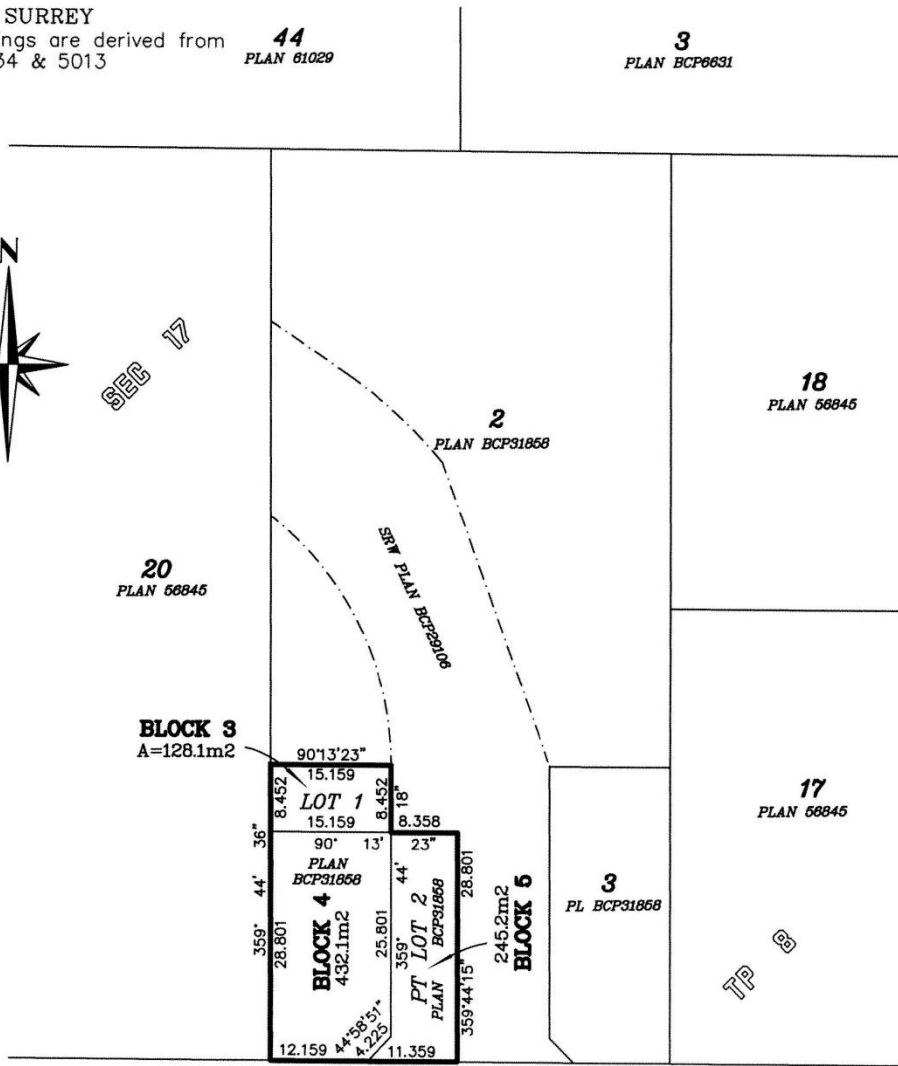 SURREY
ngs are derived from
34 & 5013
44
PLAN 61029
3
PLAN BCP6631
N
SEC 17
18
PLAN 56845
2
PLAN BCP31858
SRW PLAN BCP29106
20
PLAN 56845
BLOCK 3
A=128.1m2
90°13'23"
15.159
8.452
LOT 1
8.452
18"
15.159
8.358
36"
90° 13' 23"
PLAN
BCP31858
44'
359°
28.801
BLOCK 4
432.1m2
25.801
44'
359°
PT LOT 2
PLAN BCP31858
28.801
359°44'15"
245.2m2
BLOCK 5
3
PL BCP31858
17
PLAN 56845
TP 8
44°58'51"
4.225
12.159
11.359